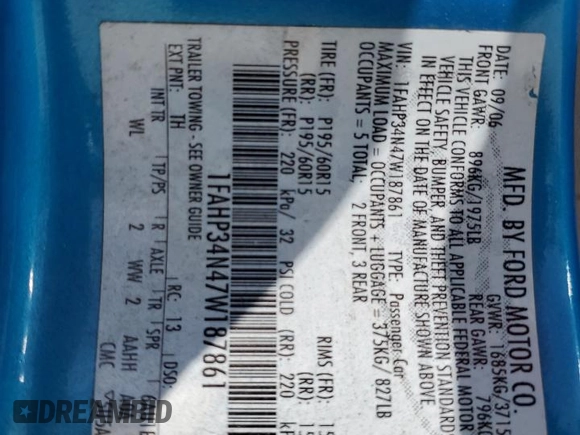 MFD. BY FORD MOTOR CO.
DATE: 09/06 GVWR: 1685KG/3715
FRONT GAWR: 896KG/1975LB REAR GAWR: 796K
THIS VEHICLE CONFORMS TO ALL APPLICABLE FEDERAL MOTOR
VEHICLE SAFETY, BUMPER, AND THEFT PREVENTION STANDARD
IN EFFECT ON THE DATE OF MANUFACTURE SHOWN ABOVE.
VIN: 1FAHP34N47W187861 TYPE: Passenger Car
MAXIMUM LOAD = OCCUPANTS + LUGGAGE = 375KG/ 827LB
OCCUPANTS = 5 TOTAL; 2 FRONT, 3 REAR
TIRE (FR): P195/60R15 RIMS (FR): 15
(RR): P195/60R15 (RR): 15
PRESSURE (FR): 220 kPa/ 32 PSI COLD (RR): 220
1FAHP34N47W187861
TRAILER TOWING - SEE OWNER GUIDE
EXT PNT: TH RC: 13 DSO:
INT TR TP/PS R AXLE TR SPR
WL 2 WW 2 AAHH
CMC
DREAMBID